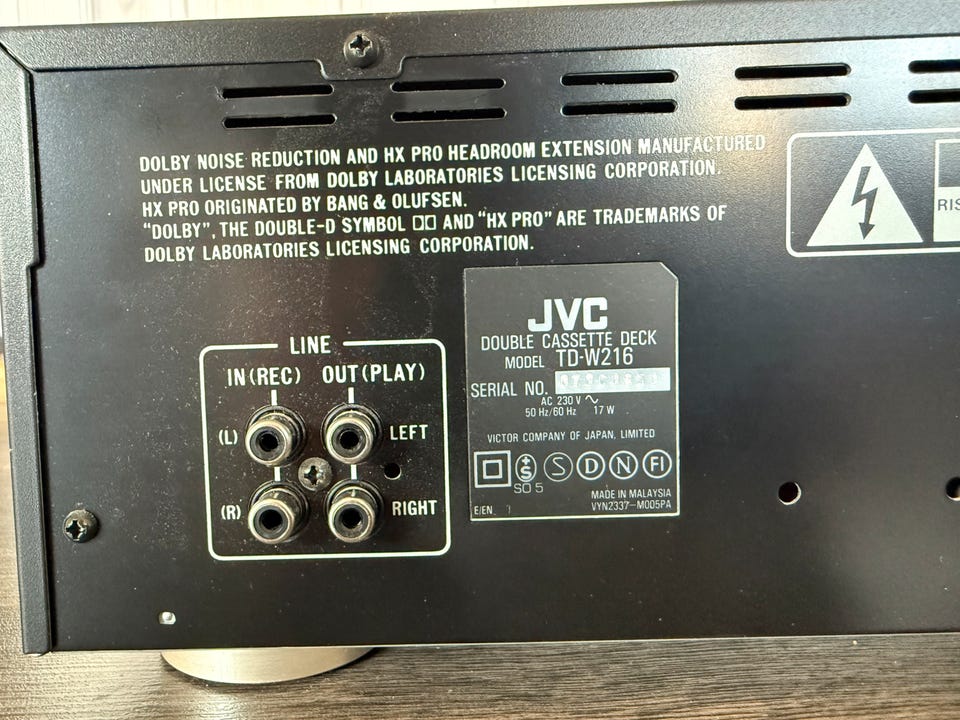 DOLBY NOISE REDUCTION AND HX PRO HEADROOM EXTENSION MANUFACTURED
UNDER LICENSE FROM DOLBY LABORATORIES LICENSING CORPORATION.
HX PRO ORIGINATED BY BANG & OLUFSEN.
“DOLBY”, THE DOUBLE-D SYMBOL AND “HX PRO” ARE TRADEMARKS OF
DOLBY LABORATORIES LICENSING CORPORATION.
LINE
IN (REC) OUT (PLAY)
(L) LEFT
(R) RIGHT
JVC
DOUBLE CASSETTE DECK
MODEL TD-W216
SERIAL NO.
AC 230 V ~
50 Hz/60 Hz 17 W
VICTOR COMPANY OF JAPAN, LIMITED
S S D N FI
SO 5
MADE IN MALAYSIA
E/EN VYN2337-M005PA